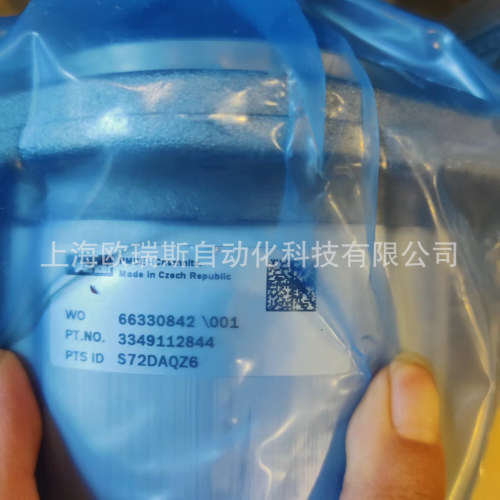 上海欧瑞斯自动化科技有限公司
Made in Czech Republic
WO 66330842 \001
PT.NO. 3349112844
PTS ID S72DAQZ6